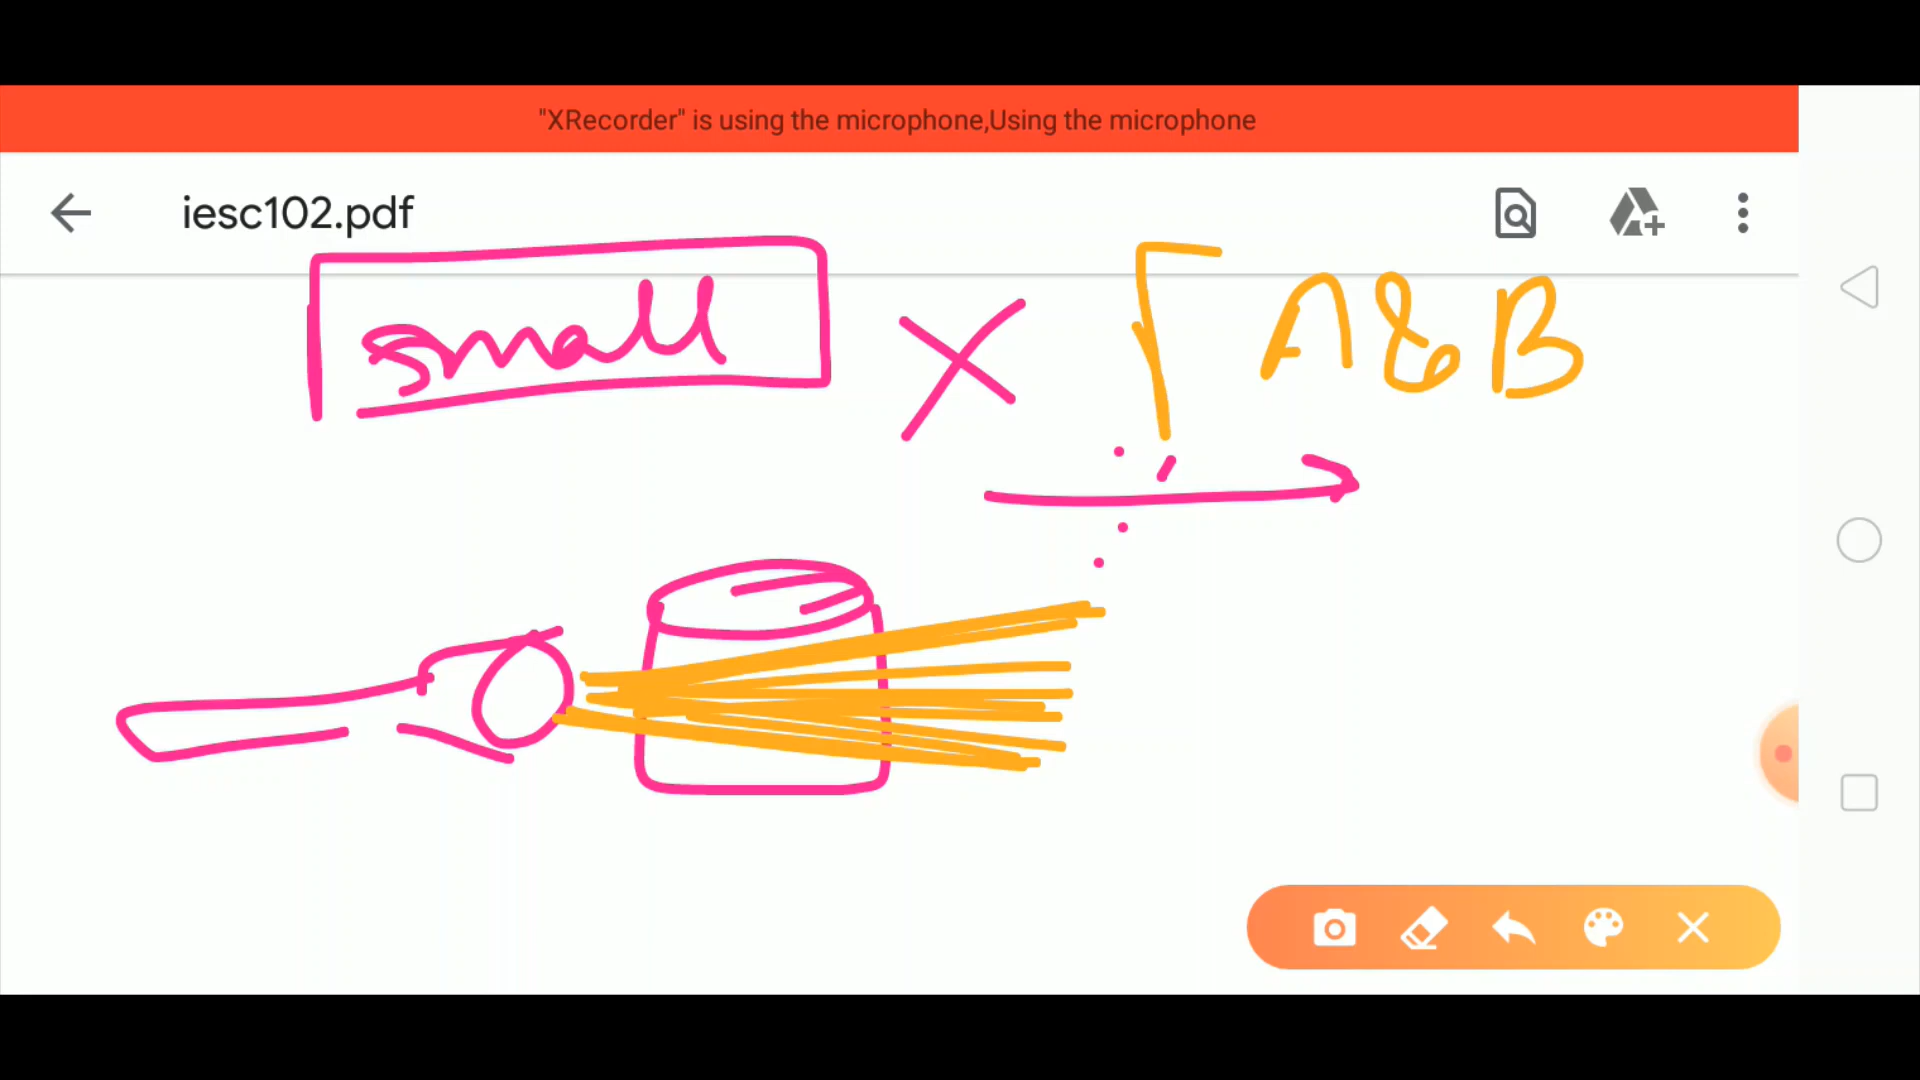 "XRecorder" is using the microphone,Using the microphone
iesc102.pdf
small X A&B